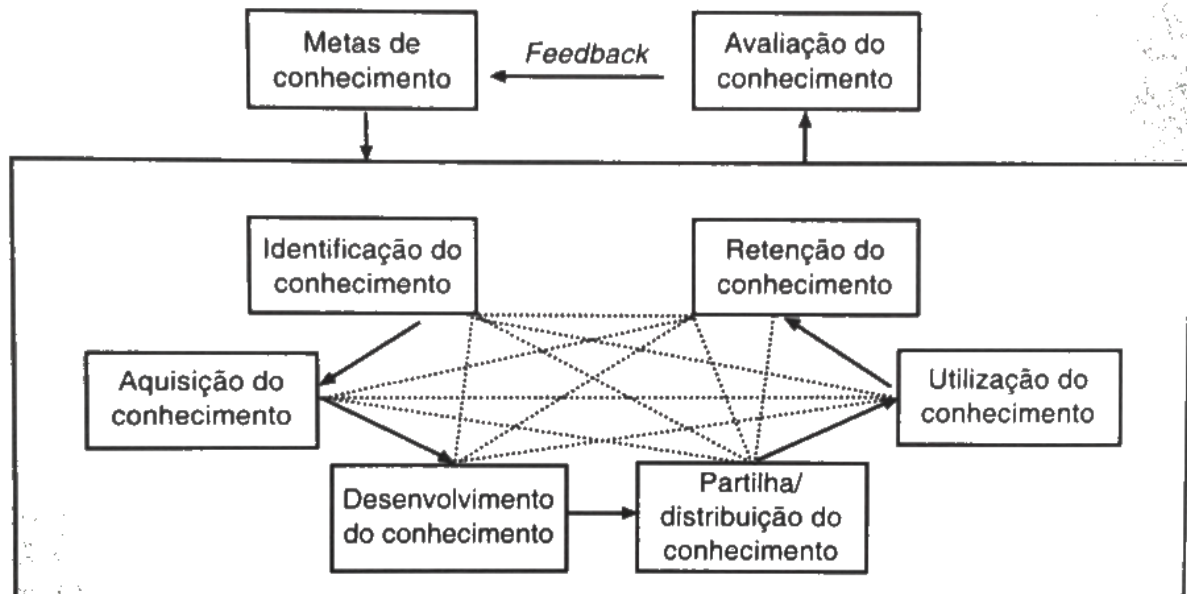 Metas de
conhecimento
Feedback
Avaliação do
conhecimento
Identificação do
conhecimento
Retenção do
conhecimento
Aquisição do
conhecimento
Utilização do
conhecimento
Desenvolvimento
do conhecimento
Partilha/
distribuição do
conhecimento